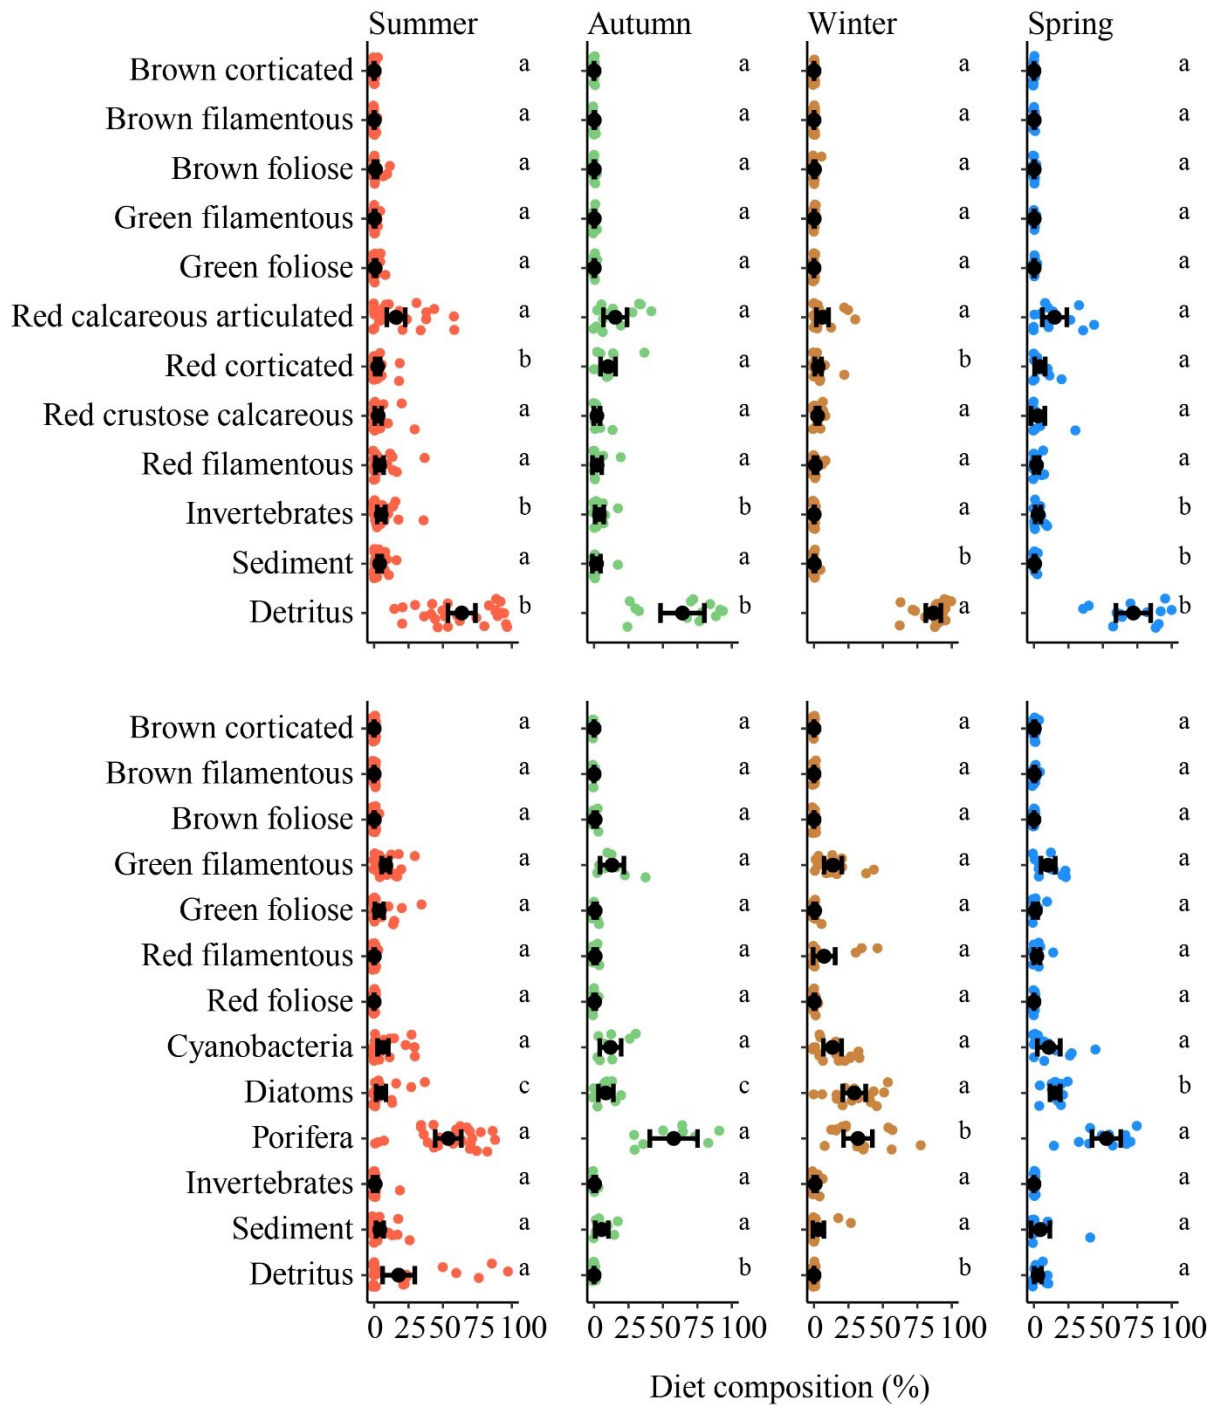 Summer Autumn Winter Spring
Brown corticated a a a a
Brown filamentous a a a a
Brown foliose a a a a
Green filamentous a a a a
Green foliose a a a a
Red calcareous articulated a a a a
Red corticated b a b a
Red crustose calcareous a a a a
Red filamentous a a a a
Invertebrates b b a b
Sediment a a b b
Detritus b b a b
Brown corticated a a a a
Brown filamentous a a a a
Brown foliose a a a a
Green filamentous a a a a
Green foliose a a a a
Red filamentous a a a a
Red foliose a a a a
Cyanobacteria a a a a
Diatoms c c a b
Porifera a a b a
Invertebrates a a a a
Sediment a a a a
Detritus a b b a
0 25 50 75 100 0 25 50 75 100 0 25 50 75 100 0 25 50 75 100
Diet composition (%)